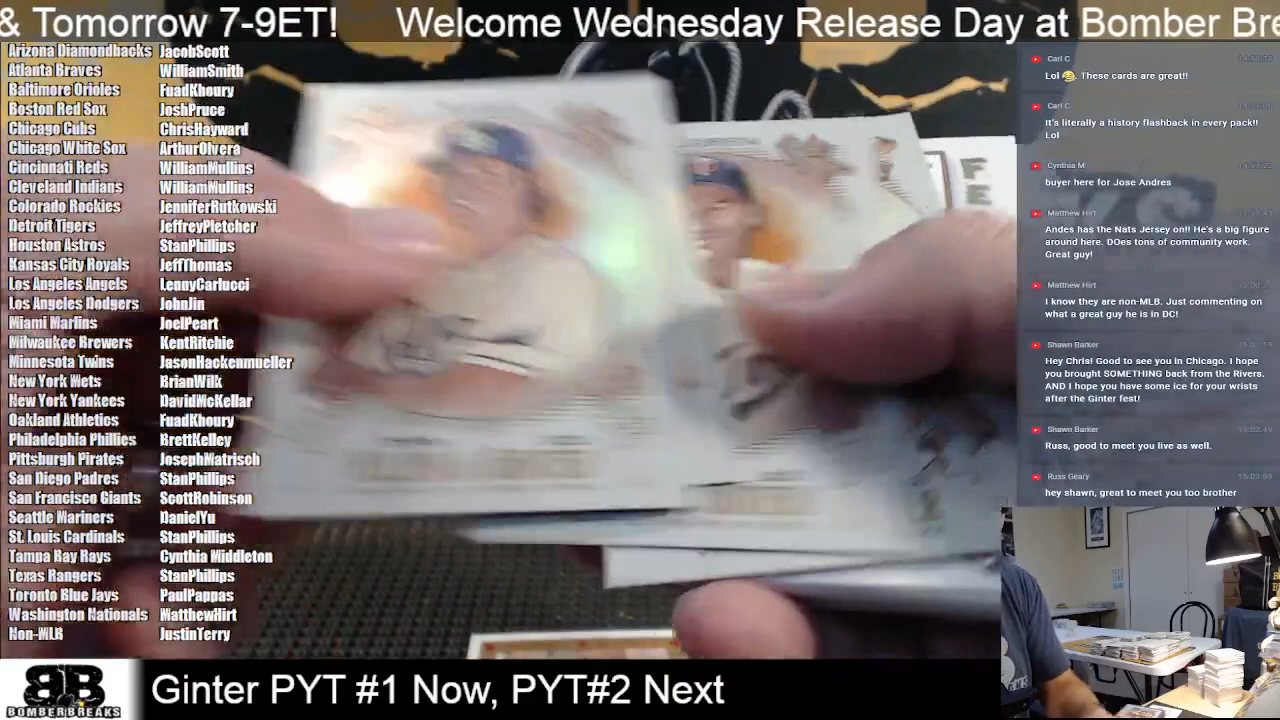 & Tomorrow 7-9ET! Welcome Wednesday Release Day at Bomber Bre
Arizona Diamondbacks JacobScott
Atlanta Braves WilliamSmith
Baltimore Orioles FuadKhoury
Boston Red Sox JoshPruce
Chicago Cubs ChrisHayward
Chicago White Sox ArthurOlvera
Cincinnati Reds WilliamMullins
Cleveland Indians WilliamMullins
Colorado Rockies JenniferRutkowski
Detroit Tigers JeffreyPletcher
Houston Astros StanPhillips
Kansas City Royals JeffThomas
Los Angeles Angels LennyCarlucci
Los Angeles Dodgers JohnJin
Miami Marlins JoelPeart
Milwaukee Brewers KentRitchie
Minnesota Twins JasonHackenmueller
New York Mets BrianWilk
New York Yankees DavidMcKellar
Oakland Athletics FuadKhoury
Philadelphia Phillies BrettKelley
Pittsburgh Pirates JosephMatrisch
San Diego Padres StanPhillips
San Francisco Giants ScottRobinson
Seattle Mariners DanielYu
St. Louis Cardinals StanPhillips
Tampa Ray Rays Cynthia Middleton
Texas Rangers StanPhillips
Toronto Blue Jays PaulPappas
Washington Nationals MatthewHirt
Non-MLB JustinTerry
Carl C
Lol 😂. These cards are great!!
Carl C
It's literally a history flashback in every pack!!
Lol
Cynthia M
buyer here for Jose Andres
Matthew Hirt
Andes has the Nats Jersey on!! He's a big figure
around here. DOes tons of community work.
Great guy!
Matthew Hirt
I know they are non-MLB. Just commenting on
what a great guy he is in DC!
Shawn Barker
Hey Chris! Good to see you in Chicago. I hope
you brought SOMETHING back from the Rivers.
AND I hope you have some ice for your wrists
after the Ginter fest!
Shawn Barker
Russ, good to meet you live as well.
Russ Geary
hey shawn, great to meet you too brother
F
E
BB
BOMBERBREAKS
Ginter PYT #1 Now, PYT#2 Next